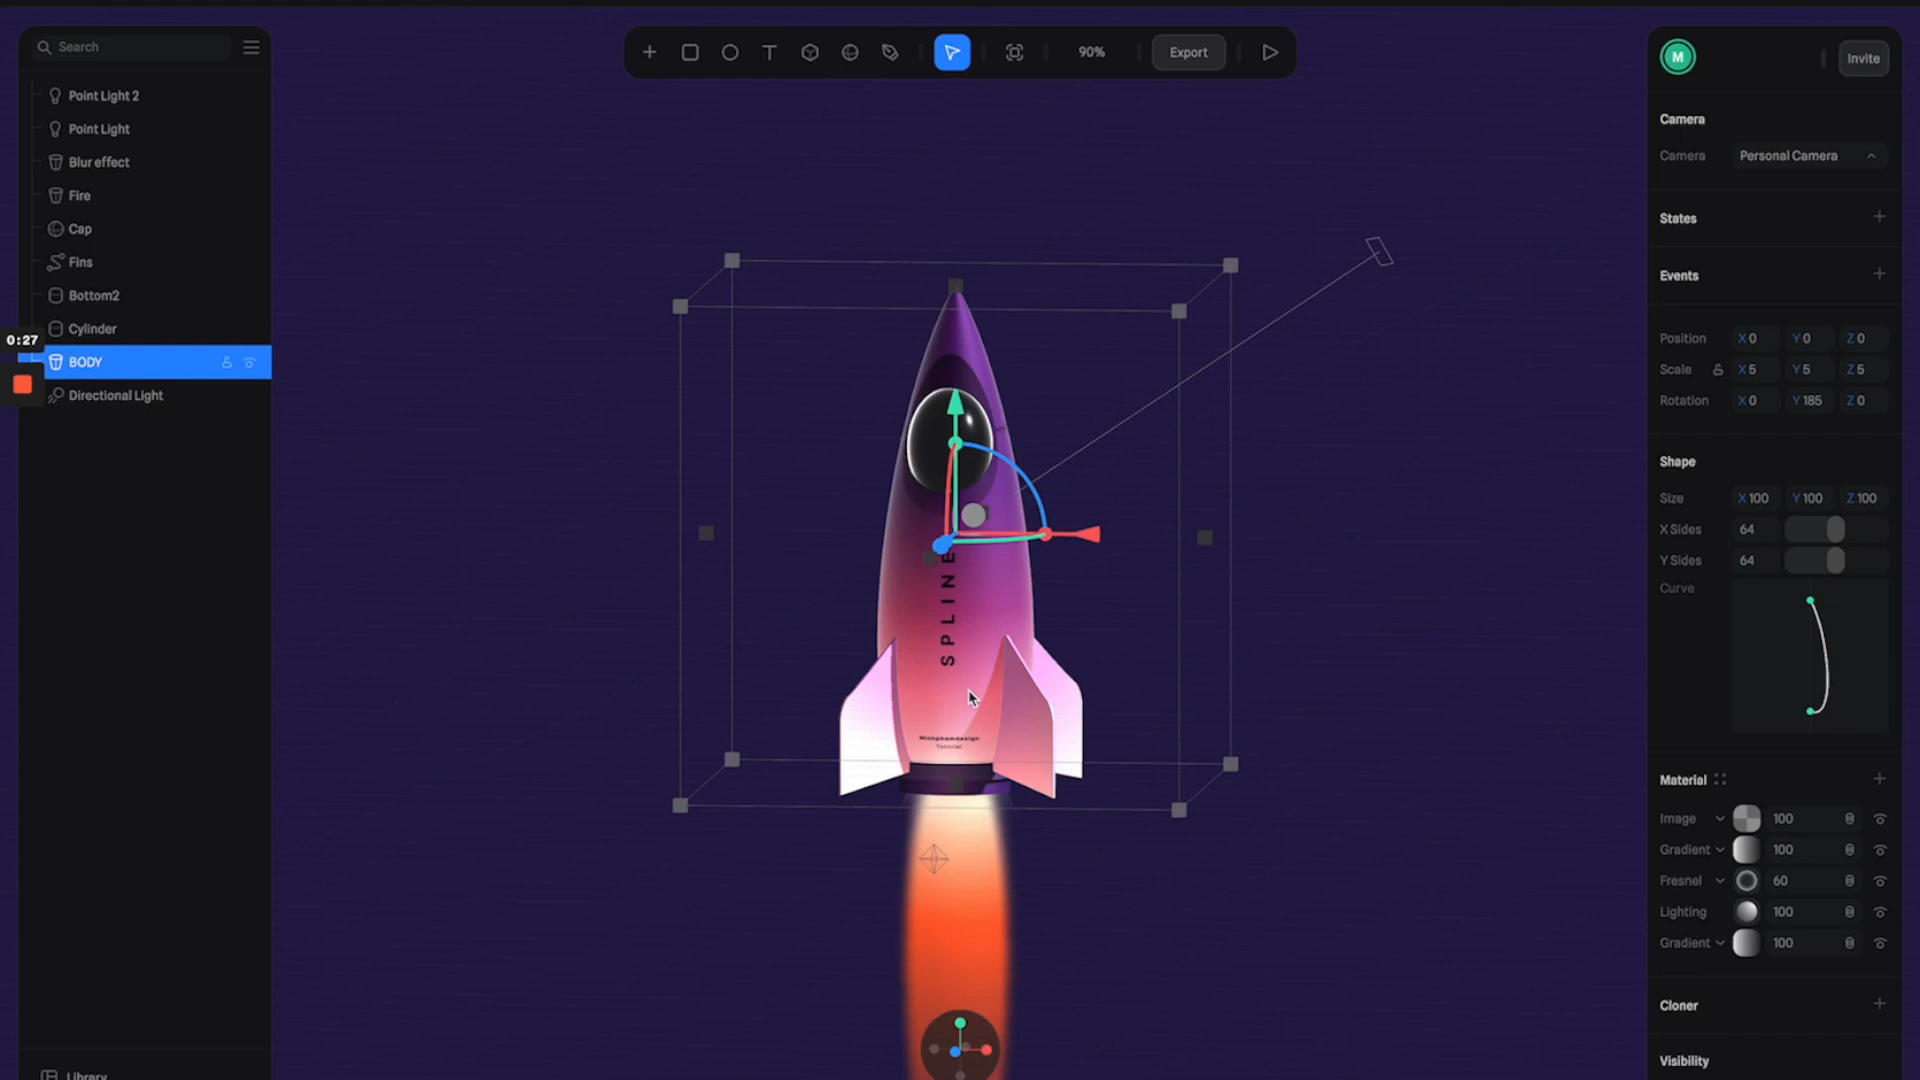 Search
90%
Export
M
Invite
Point Light 2
Point Light
Blur effect
Fire
Cap
Fins
Bottom2
Cylinder
0:27
BODY
Directional Light
Library
SPLINE
Minnghamdesign
Tutorial
Camera
Camera Personal Camera
States
Events
Position X 0 Y 0 Z 0
Scale X 5 Y 5 Z 5
Rotation X 0 Y 185 Z 0
Shape
Size X 100 Y 100 Z 100
X Sides 64
Y Sides 64
Curve
Material
Image 100
Gradient 100
Fresnel 60
Lighting 100
Gradient 100
Cloner
Visibility